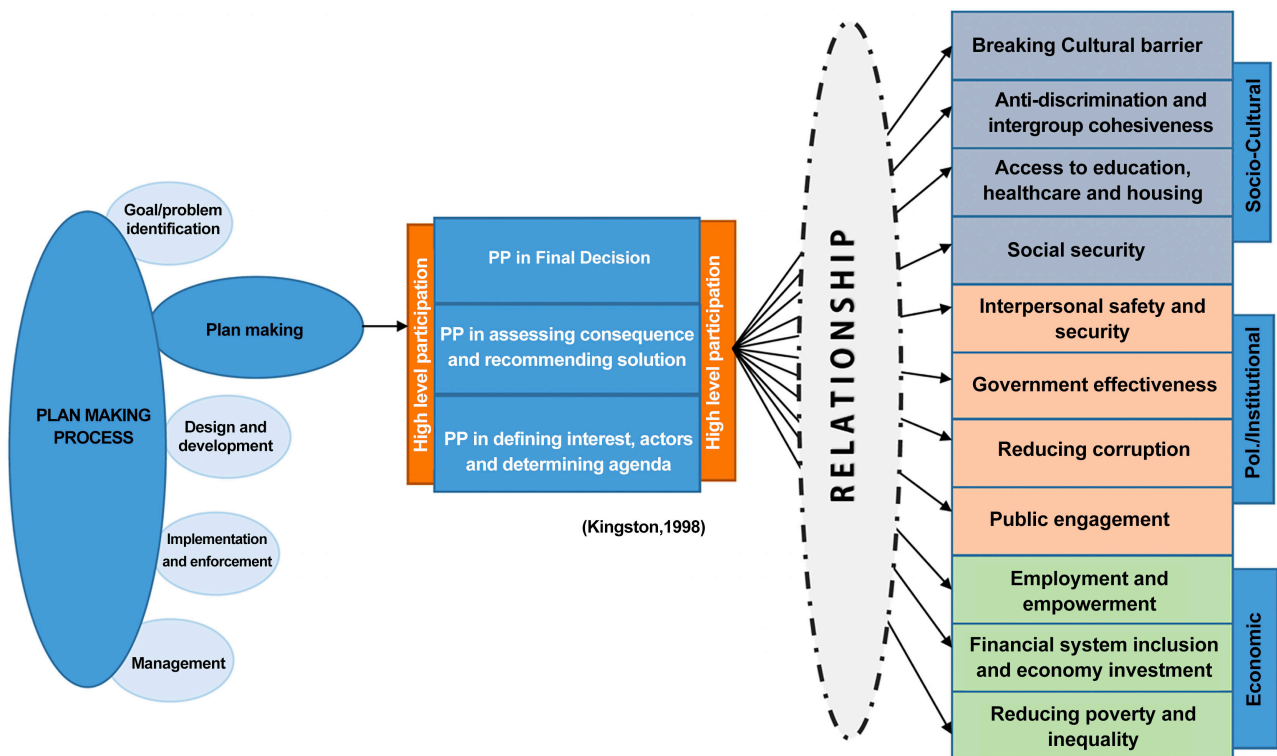 Goal/problem
identification
Plan making
PLAN MAKING
PROCESS
Design and
development
Implementation
and enforcement
Management
High level participation
PP in Final Decision
PP in assessing consequence
and recommending solution
PP in defining interest, actors
and determining agenda
High level participation
(Kingston,1998)
RELATIONSHIP
Breaking Cultural barrier
Anti-discrimination and
intergroup cohesiveness
Access to education,
healthcare and housing
Social security
Socio-Cultural
Interpersonal safety and
security
Government effectiveness
Reducing corruption
Public engagement
Pol./Institutional
Employment and
empowerment
Financial system inclusion
and economy investment
Reducing poverty and
inequality
Economic